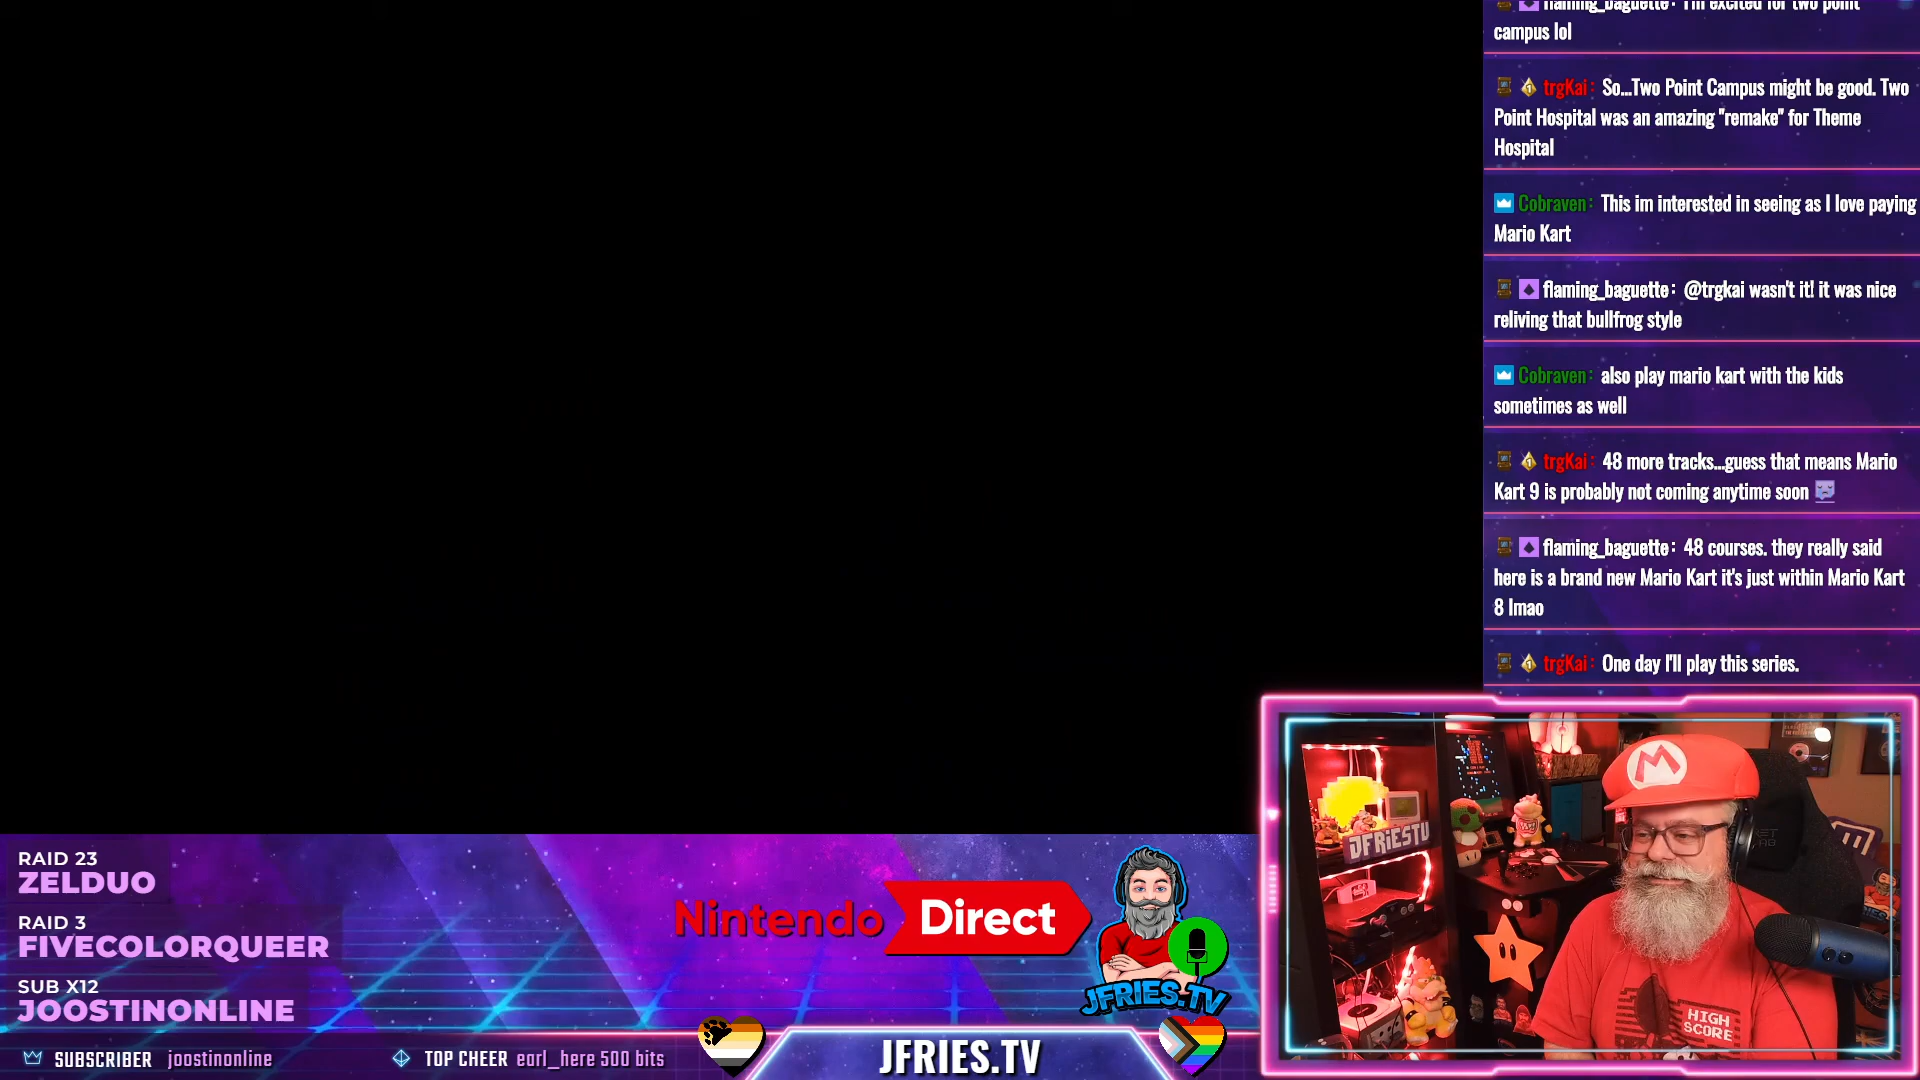 flaming_baguette: I'm excited for two point
campus lol
trgKai: So...Two Point Campus might be good. Two
Point Hospital was an amazing "remake" for Theme
Hospital
Cobraven: This im interested in seeing as I love paying
Mario Kart
flaming_baguette: @trgkai wasn't it! it was nice
reliving that bullfrog style
Cobraven: also play mario kart with the kids
sometimes as well
trgKai: 48 more tracks...guess that means Mario
Kart 9 is probably not coming anytime soon
flaming_baguette: 48 courses. they really said
here is a brand new Mario Kart it's just within Mario Kart
8 lmao
trgKai: One day I'll play this series.
RAID 23
ZELDUO
RAID 3
FIVECOLORQUEER
SUB X12
JOOSTINONLINE
Nintendo Direct
JFRIES.TV
SUBSCRIBER joostinonline
TOP CHEER earl_here 500 bits
JFRIES.TV
JFRIESTV
M
HIGH
SCORE